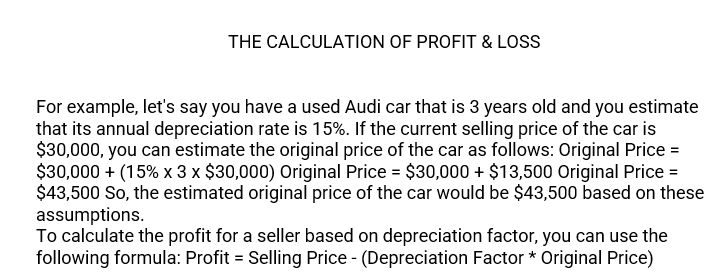 THE CALCULATION OF PROFIT & LOSS
For example, let's say you have a used Audi car that is 3 years old and you estimate
that its annual depreciation rate is 15%. If the current selling price of the car is
$30,000, you can estimate the original price of the car as follows: Original Price =
$30,000 + (15% x 3 x $30,000) Original Price = $30,000 + $13,500 Original Price =
$43,500 So, the estimated original price of the car would be $43,500 based on these
assumptions.
To calculate the profit for a seller based on depreciation factor, you can use the
following formula: Profit = Selling Price - (Depreciation Factor * Original Price)